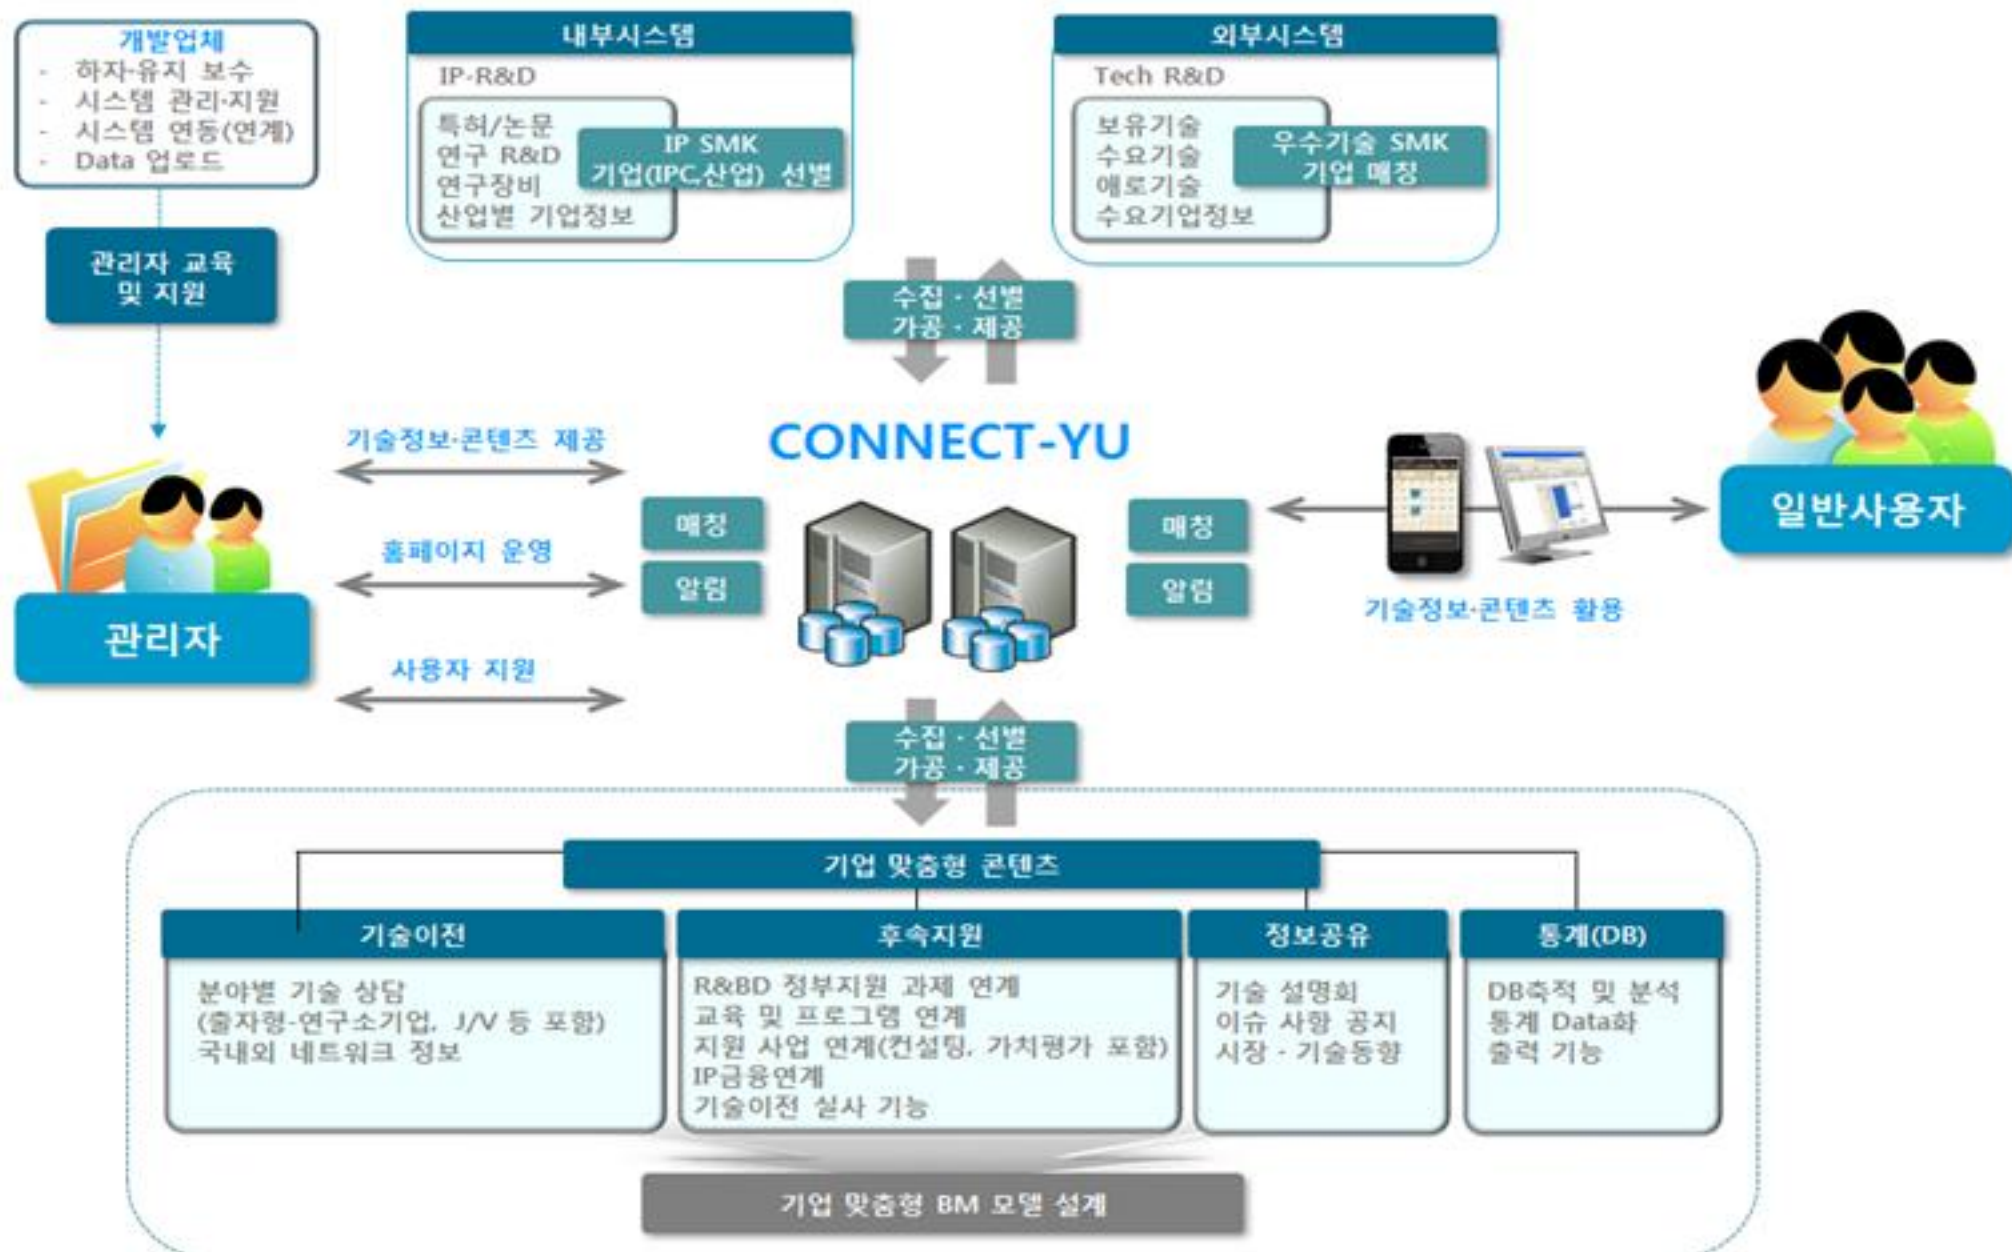 개발업체
- 하자·유지 보수
- 시스템 관리·지원
- 시스템 연동(연계)
- Data 업로드
관리자 교육
및 지원
내부시스템
IP-R&D
특허/논문
연구 R&D
연구장비
산업별 기업정보
IP SMK
기업(IPC,산업) 선별
외부시스템
Tech R&D
보유기술
수요기술
애로기술
수요기업정보
우수기술 SMK
기업 매칭
수집 · 선별
가공 · 제공
CONNECT-YU
관리자
기술정보·콘텐츠 제공
홈페이지 운영
사용자 지원
매칭
알림
매칭
알림
기술정보·콘텐츠 활용
일반사용자
수집 · 선별
가공 · 제공
기업 맞춤형 콘텐츠
기술이전
분야별 기술 상담
(출자형-연구소기업, J/V 등 포함)
국내외 네트워크 정보
후속지원
R&BD 정부지원 과제 연계
교육 및 프로그램 연계
지원 사업 연계(컨설팅, 가치평가 포함)
IP금융연계
기술이전 실사 기능
정보공유
기술 설명회
이슈 사항 공지
시장 - 기술동향
통계(DB)
DB축적 및 분석
통계 Data화
출력 기능
기업 맞춤형 BM 모델 설계